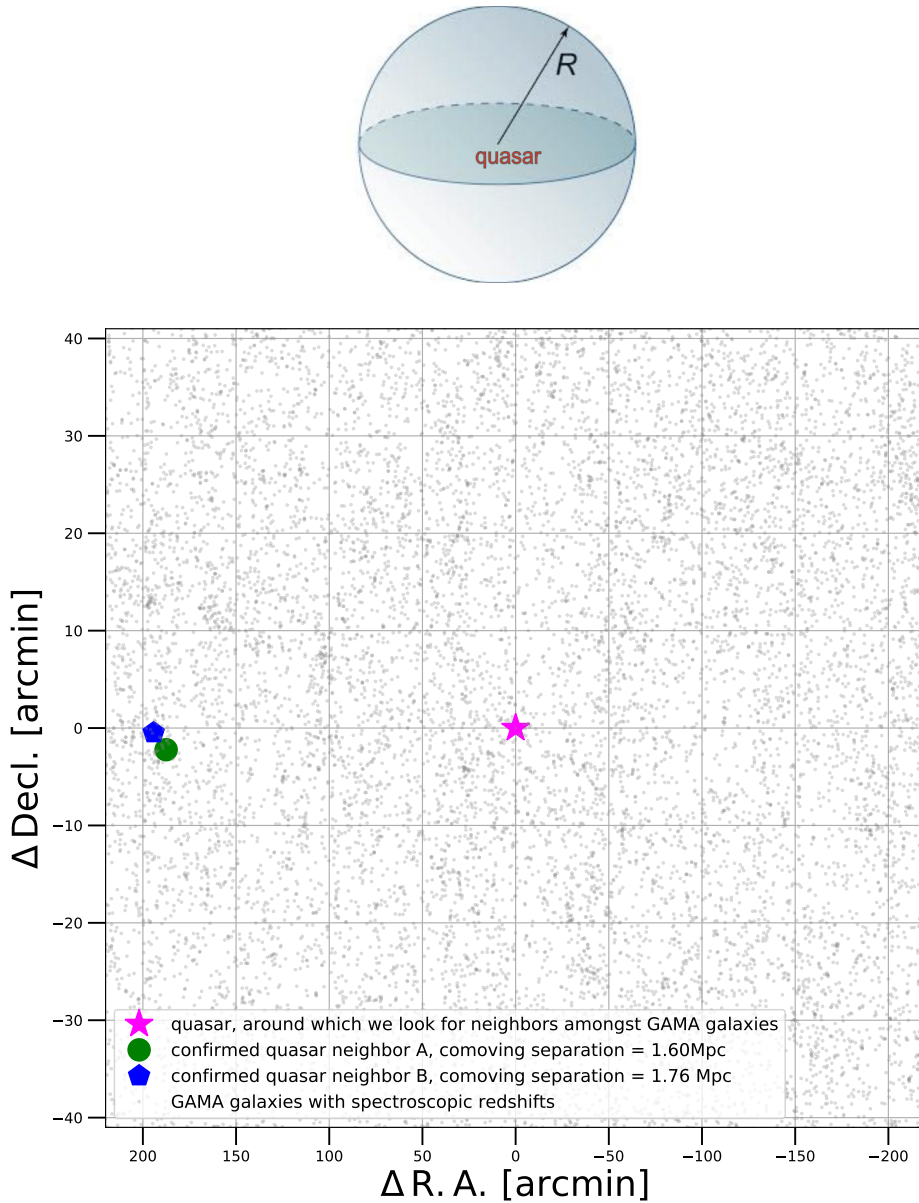 R
quasar
40
30
20
10
0
−10
−20
−30
−40
Δ Decl. [arcmin]
quasar, around which we look for neighbors amongst GAMA galaxies
confirmed quasar neighbor A, comoving separation = 1.60Mpc
confirmed quasar neighbor B, comoving separation = 1.76 Mpc
GAMA galaxies with spectroscopic redshifts
200 150 100 50 0 −50 −100 −150 −200
Δ R. A. [arcmin]